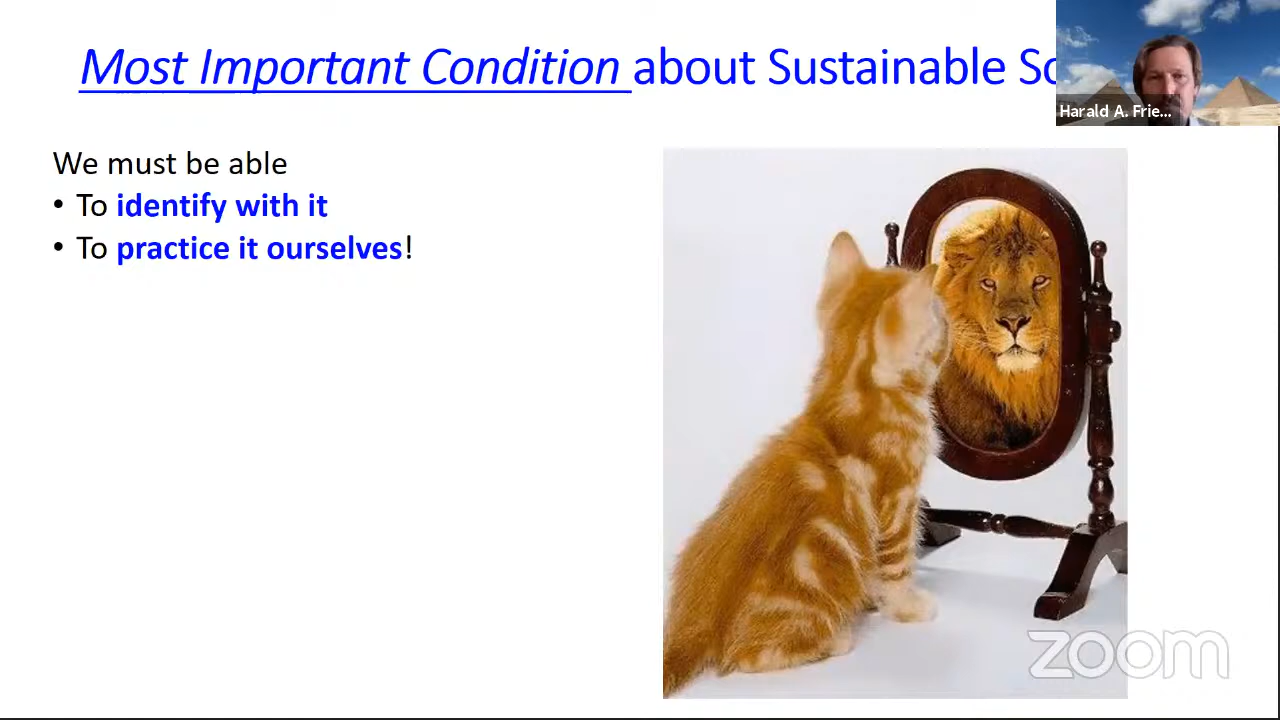 Most Important Condition about Sustainable
Harald A. Frie...
We must be able
• To identify with it
• To practice it ourselves!
zoom